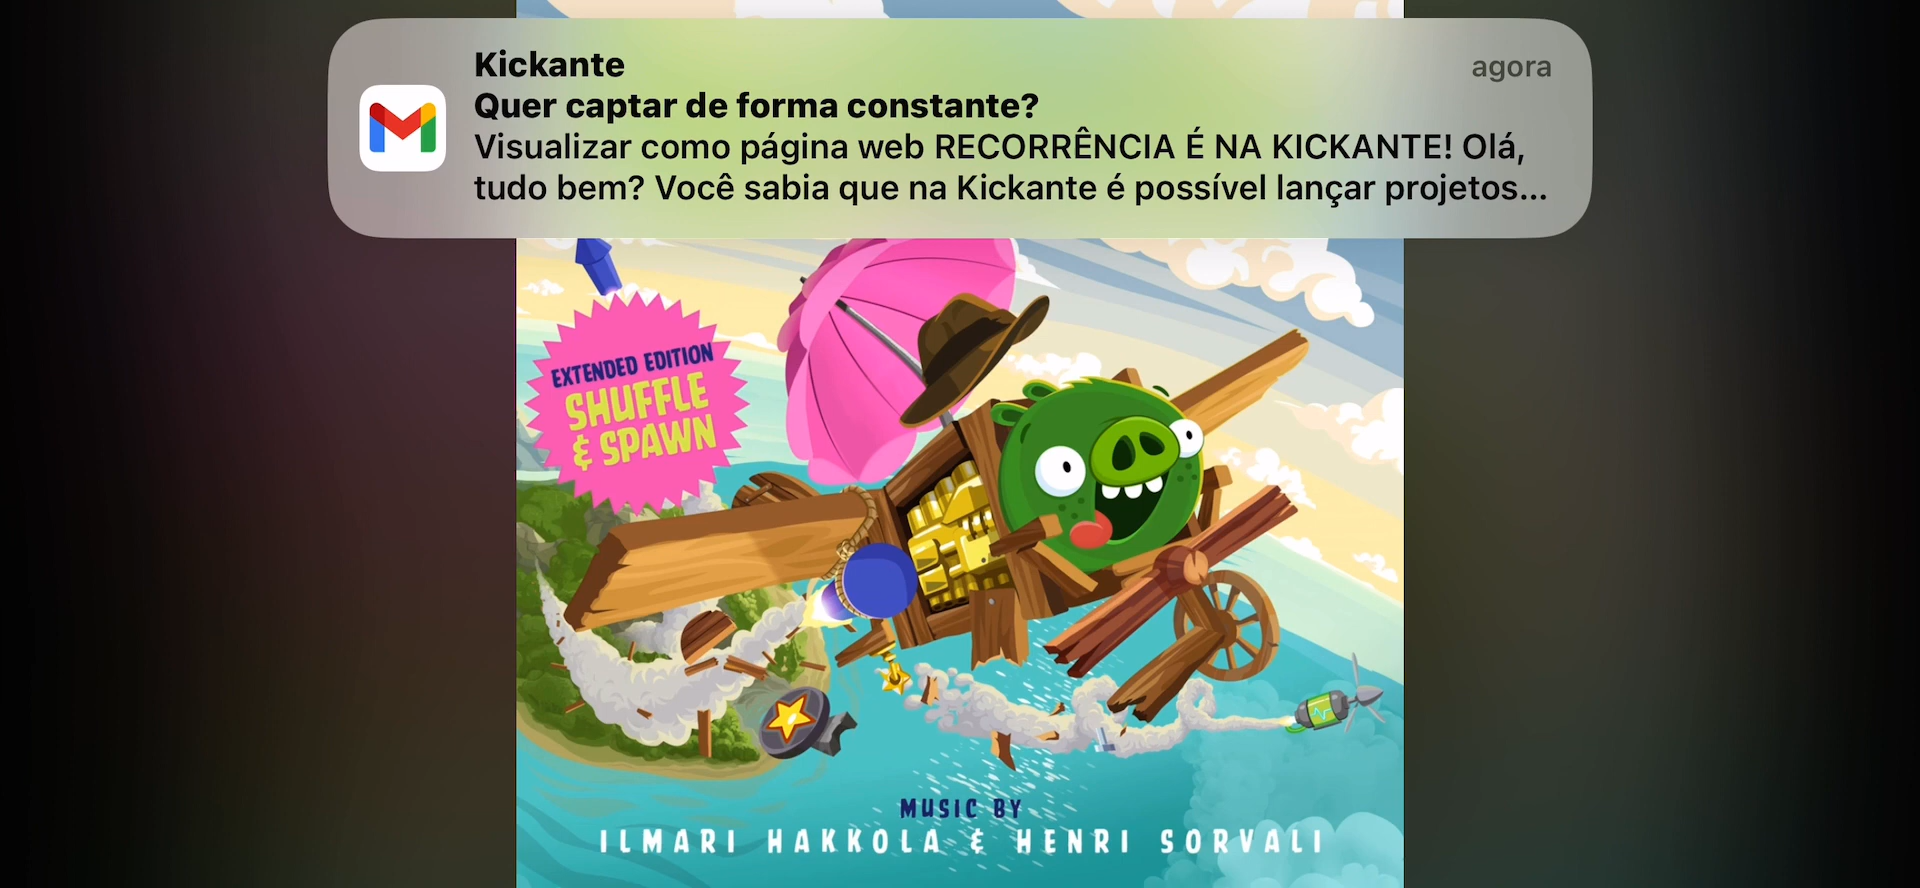 Kickante
agora
Quer captar de forma constante?
Visualizar como página web RECORRÊNCIA É NA KICKANTE! Olá,
tudo bem? Você sabia que na Kickante é possível lançar projetos...
EXTENDED EDITION
SHUFFLE
& SPAWN
MUSIC BY
ILMARI HAKKOLA & HENRI SORVALI